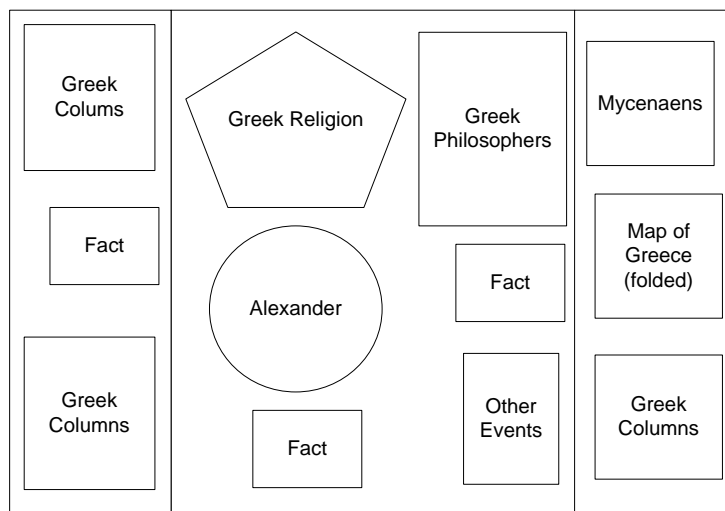 Greek
Colums
Fact
Greek
Columns
Greek Religion
Alexander
Fact
Greek
Philosophers
Fact
Other
Events
Mycenaens
Map of
Greece
(folded)
Greek
Columns